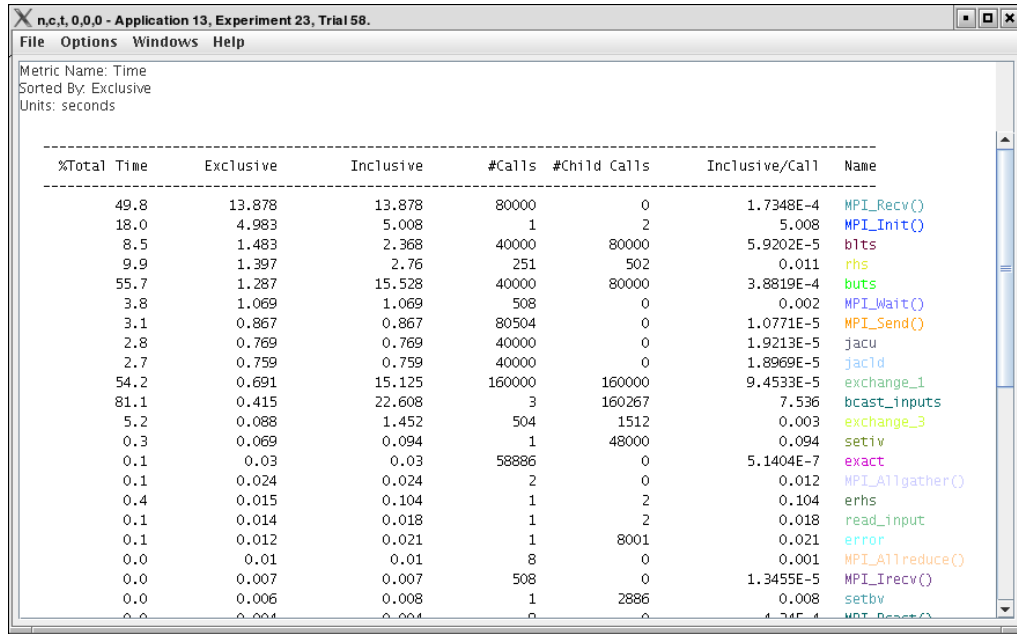 n,c,t, 0,0,0 - Application 13, Experiment 23, Trial 58.
File Options Windows Help
Metric Name: Time
Sorted By: Exclusive
Units: seconds
%Total Time Exclusive Inclusive #Calls #Child Calls Inclusive/Call Name
49.8 13.878 13.878 80000 0 1.7348E-4 MPI_Recv()
18.0 4.983 5.008 1 2 5.008 MPI_Init()
8.5 1.483 2.368 40000 80000 5.9202E-5 blts
9.9 1.397 2.76 251 502 0.011 rhs
55.7 1.287 15.528 40000 80000 3.8819E-4 buts
3.8 1.069 1.069 508 0 0.002 MPI_Wait()
3.1 0.867 0.867 80504 0 1.0771E-5 MPI_Send()
2.8 0.769 0.769 40000 0 1.9213E-5 jacu
2.7 0.759 0.759 40000 0 1.8969E-5 jacld
54.2 0.691 15.125 160000 160000 9.4533E-5 exchange_1
81.1 0.415 22.608 3 160267 7.536 bcast_inputs
5.2 0.088 1.452 504 1512 0.003 exchange_3
0.3 0.069 0.094 1 48000 0.094 setiv
0.1 0.03 0.03 58886 0 5.1404E-7 exact
0.1 0.024 0.024 2 0 0.012 MPI_Allgather()
0.4 0.015 0.104 1 2 0.104 erhs
0.1 0.014 0.018 1 2 0.018 read_input
0.1 0.012 0.021 1 8001 0.021 error
0.0 0.01 0.01 8 0 0.001 MPI_Allreduce()
0.0 0.007 0.007 508 0 1.3455E-5 MPI_Irecv()
0.0 0.006 0.008 1 2886 0.008 setbv